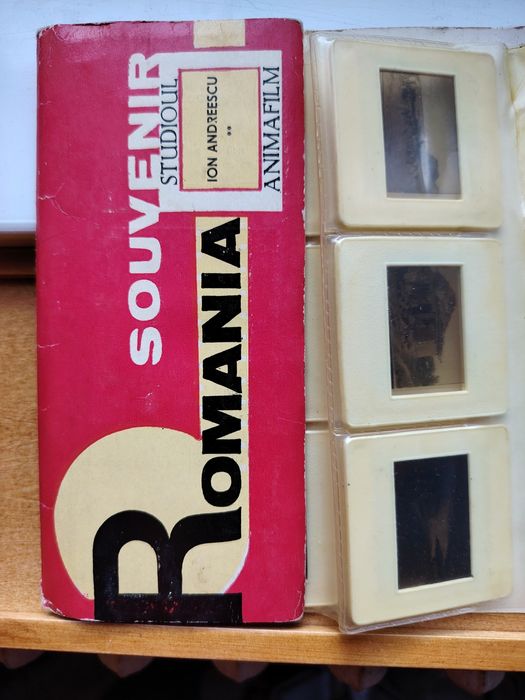 SOUVENIR
STUDIOUL
ION ANDREESCU
**
ANIMAFILM
ROMANIA